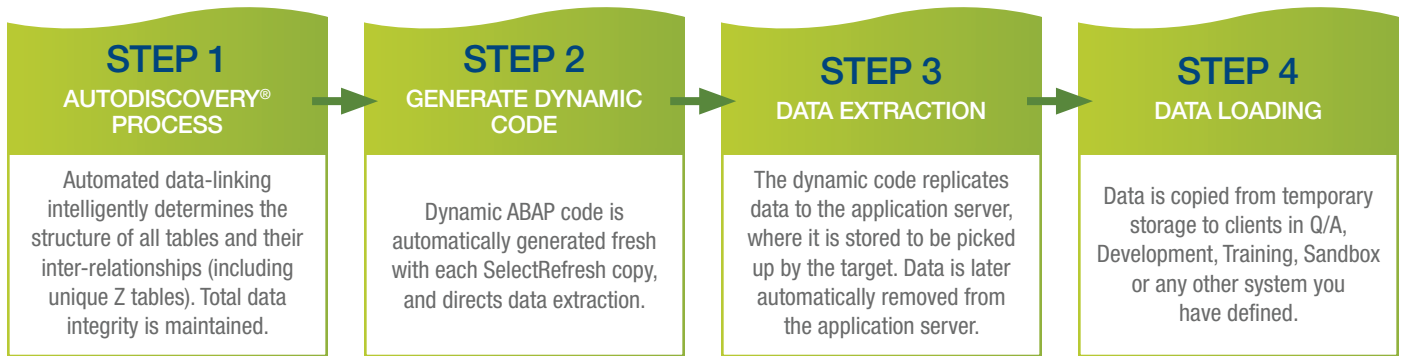 STEP 1
AUTODISCOVERY®
PROCESS
Automated data-linking
intelligently determines the
structure of all tables and their
inter-relationships (including
unique Z tables). Total data
integrity is maintained.
STEP 2
GENERATE DYNAMIC
CODE
Dynamic ABAP code is
automatically generated fresh
with each SelectRefresh copy,
and directs data extraction.
STEP 3
DATA EXTRACTION
The dynamic code replicates
data to the application server,
where it is stored to be picked
up by the target. Data is later
automatically removed from
the application server.
STEP 4
DATA LOADING
Data is copied from temporary
storage to clients in Q/A,
Development, Training, Sandbox
or any other system you
have defined.